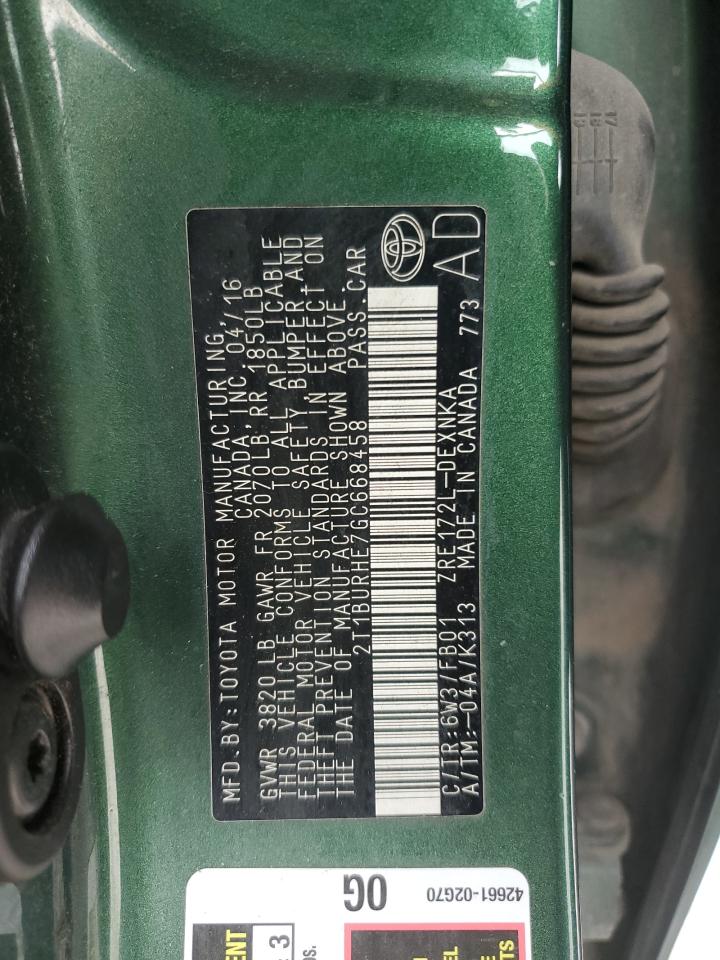 MFD.BY:TOYOTA MOTOR MANUFACTURING,
CANADA, INC. 04/16
GVWR 3820 LB GAWR FR 2070LB,RR 1850LB
THIS VEHICLE CONFORMS TO ALL APPLICABLE
FEDERAL MOTOR VEHICLE SAFETY, BUMPER, AND
THEFT PREVENTION STANDARDS IN EFFECT ON
THE DATE OF MANUFACTURE SHOWN ABOVE.
2T1BURHE7GC668458 PASS.CAR
C/TR:6W3/FB01 ZRE172L-DEXNKA
A/TM:-04A/K313 MADE IN CANADA 773
AD
42661-02G70
0G
3